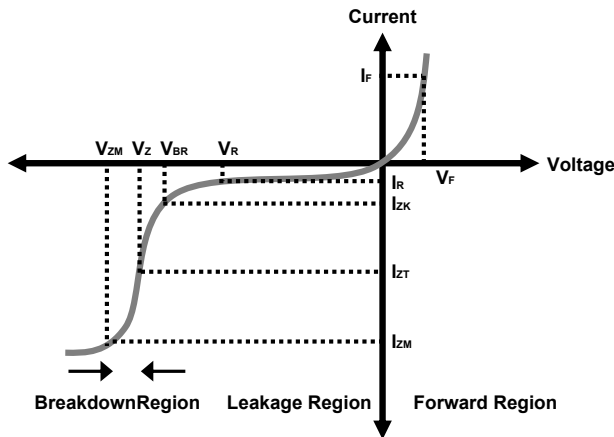 Current
IF
VZM VZ VBR VR
Voltage
VF
IR
IZK
IZT
IZM
BreakdownRegion Leakage Region Forward Region